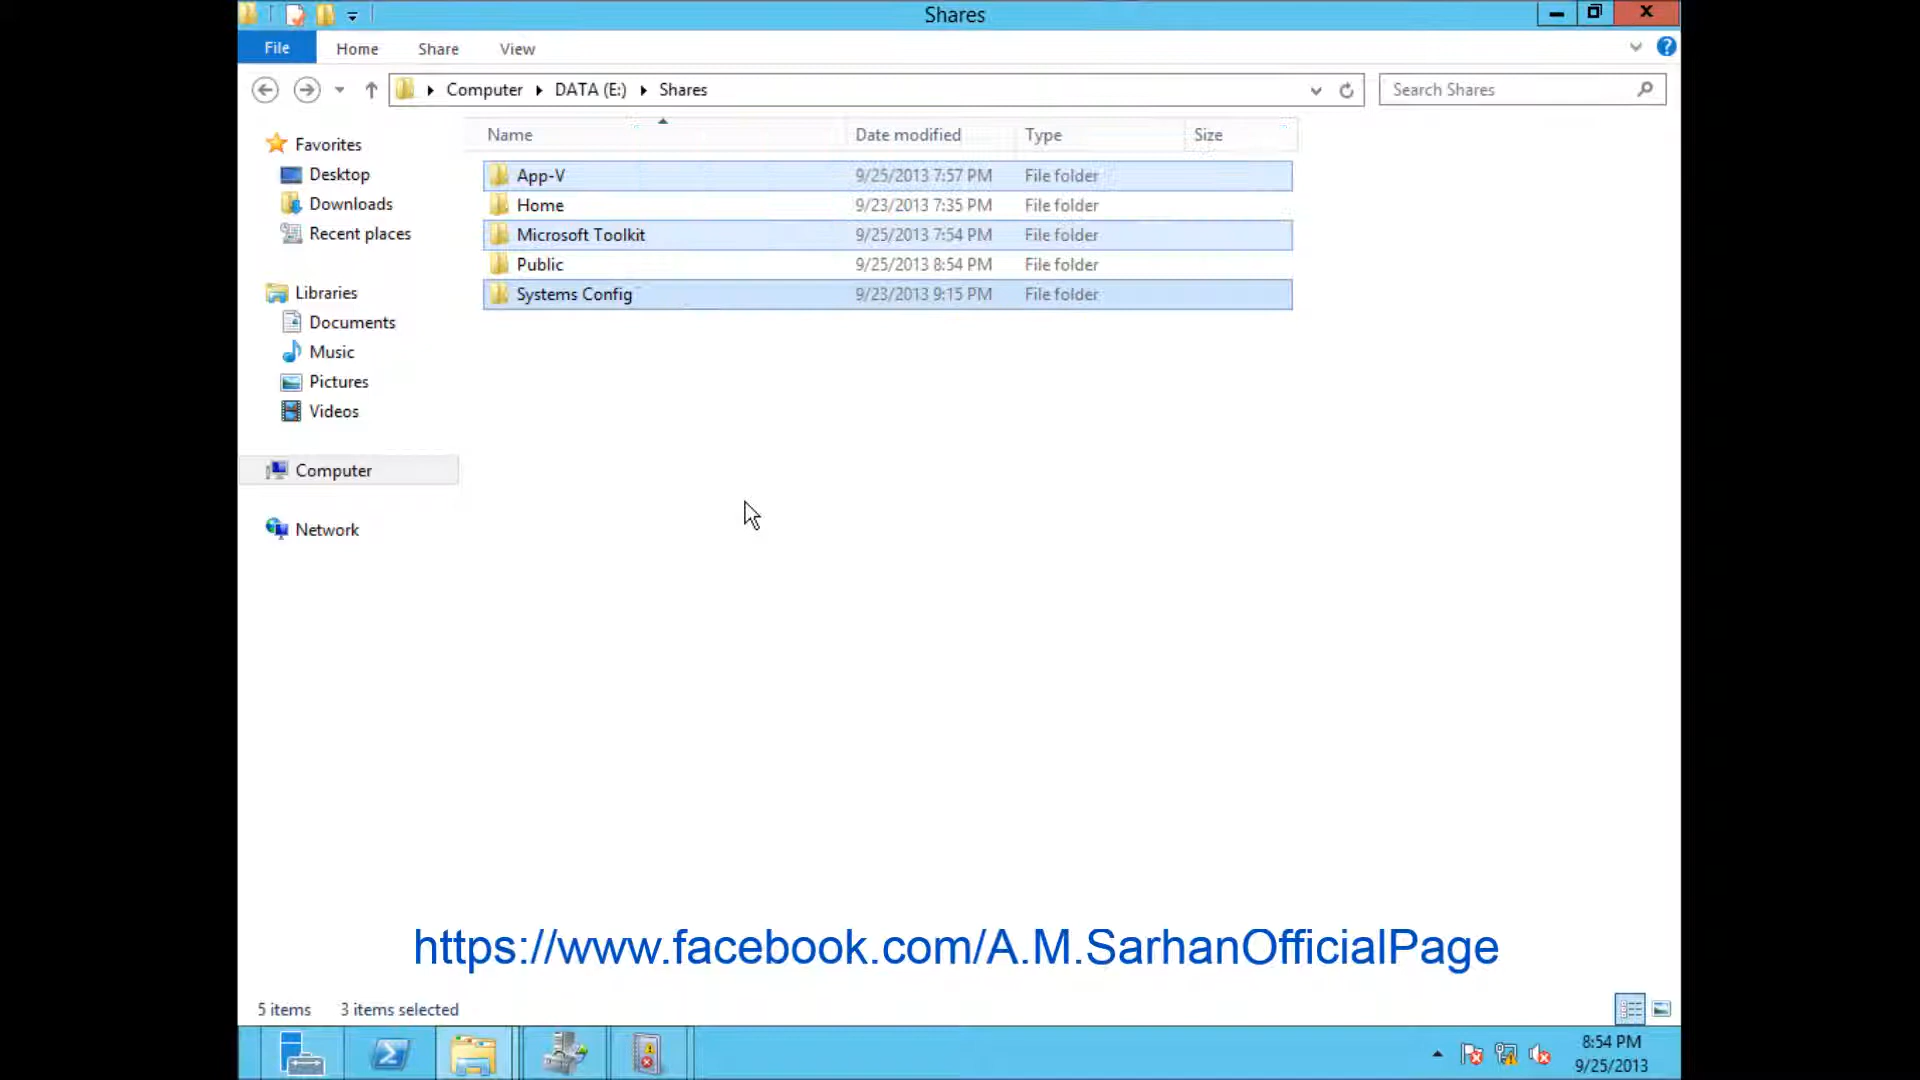 Shares
File Home Share View
Computer DATA (E:) Shares
Search Shares
Name Date modified Type Size
Favorites
Desktop
Downloads
Recent places
Libraries
Documents
Music
Pictures
Videos
Computer
Network
App-V 9/25/2013 7:57 PM File folder
Home 9/23/2013 7:35 PM File folder
Microsoft Toolkit 9/25/2013 7:54 PM File folder
Public 9/25/2013 8:54 PM File folder
Systems Config 9/23/2013 9:15 PM File folder
https://www.facebook.com/A.M.SarhanOfficialPage
5 items 3 items selected
8:54 PM
9/25/2013